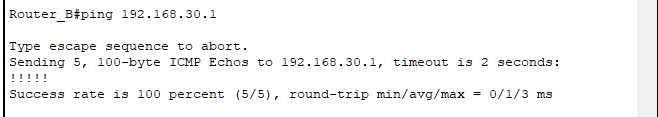 Router_B#ping 192.168.30.1
Type escape sequence to abort.
Sending 5, 100-byte ICMP Echos to 192.168.30.1, timeout is 2 seconds:
!!!!!
Success rate is 100 percent (5/5), round-trip min/avg/max = 0/1/3 ms